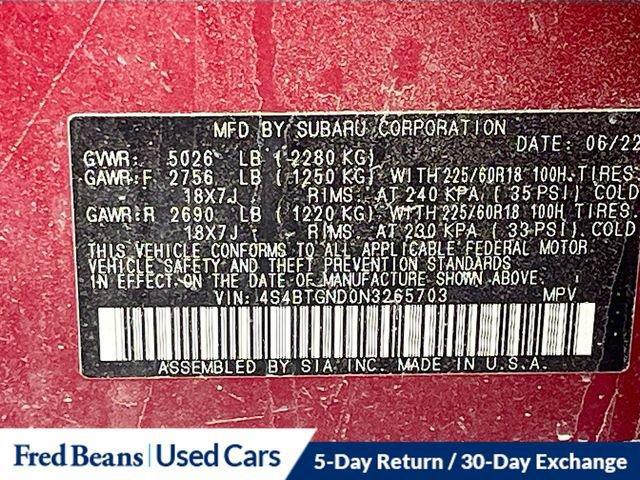 MFD BY SUBARU CORPORATION
DATE: 06/22
GVWR: 5026 LB (2280 KG)
GAWR:F 2756 LB (1250 KG) WITH 225/60R18 100H TIRES,
18X7J RIMS. AT 240 KPA (35 PSI) COLD
GAWR:R 2690 LB (1220 KG) WITH 225/60R18 100H TIRES,
18X7J RIMS. AT 230 KPA (33 PSI) COLD
THIS VEHICLE CONFORMS TO ALL APPLICABLE FEDERAL MOTOR
VEHICLE SAFETY AND THEFT PREVENTION STANDARDS
IN EFFECT ON THE DATE OF MANUFACTURE SHOWN ABOVE.
VIN: 4S4BTGND0N3265703 MPV
ASSEMBLED BY SIA INC. MADE IN U.S.A.
Fred Beans | Used Cars
5-Day Return / 30-Day Exchange